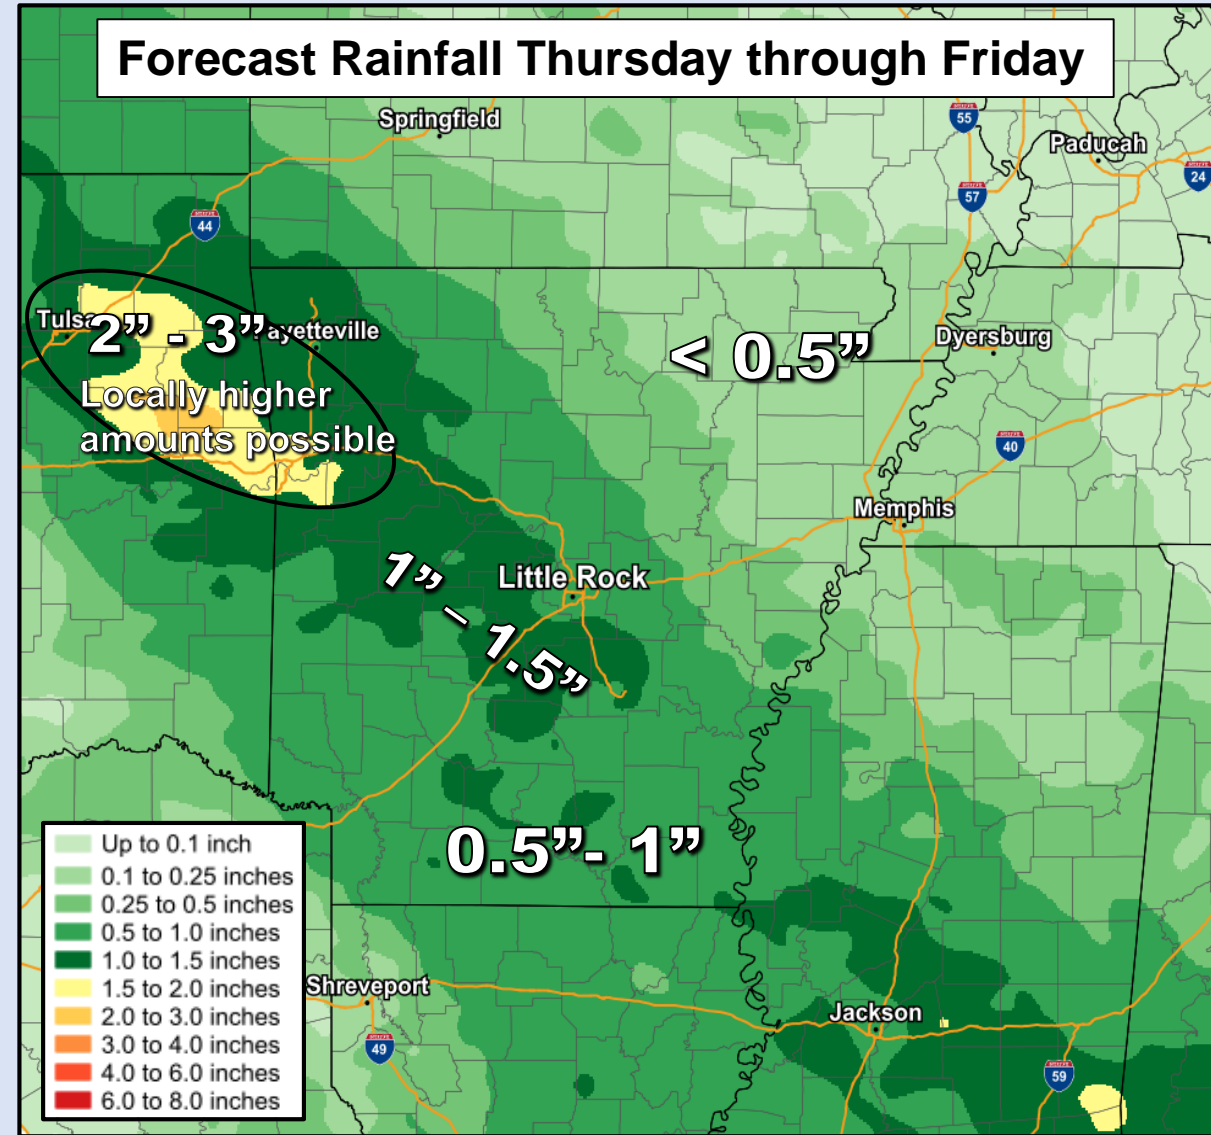 Forecast Rainfall Thursday through Friday
Springfield
55
Paducah
24
57
44
Tulsa
2” - 3”
ayetteville
< 0.5”
Dyersburg
Locally higher
amounts possible
40
Memphis
1” – 1.5”
Little Rock
0.5”- 1”
Up to 0.1 inch
0.1 to 0.25 inches
0.25 to 0.5 inches
0.5 to 1.0 inches
1.0 to 1.5 inches
1.5 to 2.0 inches
2.0 to 3.0 inches
3.0 to 4.0 inches
4.0 to 6.0 inches
6.0 to 8.0 inches
Shreveport
Jackson
49
59